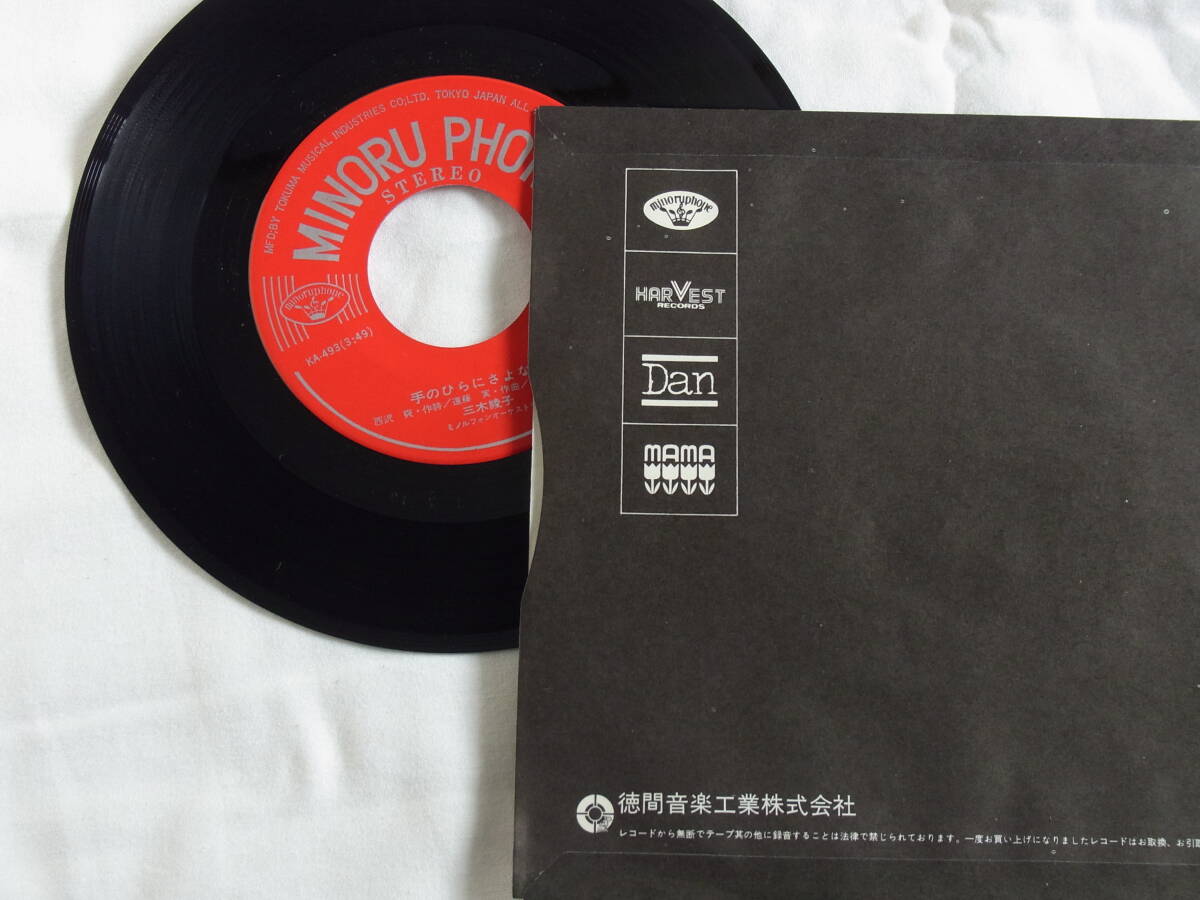 MFD;BY TOKUMA MUSICAL INDUSTRIES CO;LTD. TOKYO JAPAN ALL
MINORU PHO
STEREO
minoruphone
KA-493(3:49)
手のひらにさよな
西沢 爽・作詩/遠藤 実・作曲/
三木綾子
ミノルフォンオーケスト
minoruphone
HARVEST
RECORDS
Dan
MAMA
徳間音楽工業株式会社
レコードから無断でテープ其の他に録音することは法律で禁じられております。一度お買い上げになりましたレコードはお取換、お引取